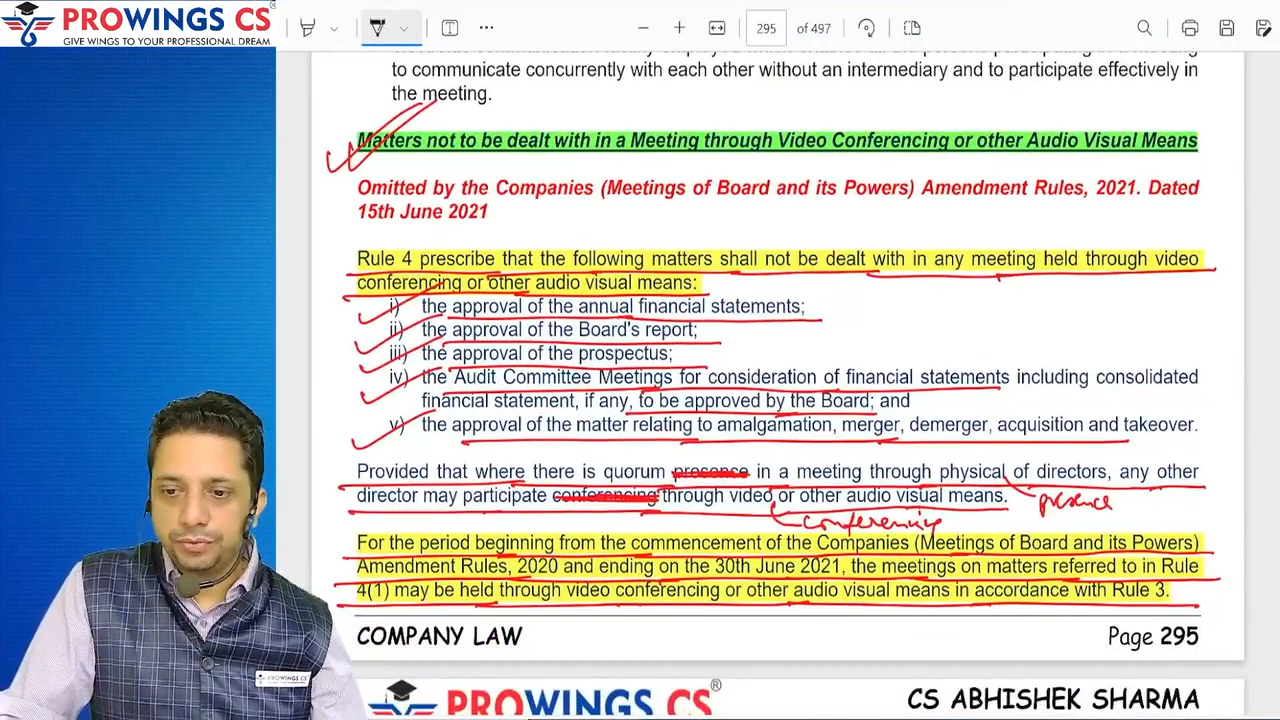 PROWINGS CS®
GIVE WINGS TO YOUR PROFESSIONAL DREAM
295 of 497
to communicate concurrently with each other without an intermediary and to participate effectively in
the meeting.
Matters not to be dealt with in a Meeting through Video Conferencing or other Audio Visual Means
Omitted by the Companies (Meetings of Board and its Powers) Amendment Rules, 2021. Dated
15th June 2021
Rule 4 prescribe that the following matters shall not be dealt with in any meeting held through video
conferencing or other audio visual means:
i) the approval of the annual financial statements;
ii) the approval of the Board's report;
iii) the approval of the prospectus;
iv) the Audit Committee Meetings for consideration of financial statements including consolidated
financial statement, if any, to be approved by the Board; and
v) the approval of the matter relating to amalgamation, merger, demerger, acquisition and takeover.
Provided that where there is quorum presence in a meeting through physical of directors, any other
director may participate conferencing through video or other audio visual means.
presence
conferencing
For the period beginning from the commencement of the Companies (Meetings of Board and its Powers)
Amendment Rules, 2020 and ending on the 30th June 2021, the meetings on matters referred to in Rule
4(1) may be held through video conferencing or other audio visual means in accordance with Rule 3.
COMPANY LAW Page 295
PROWINGS CS
PROWINGS CS® CS ABHISHEK SHARMA